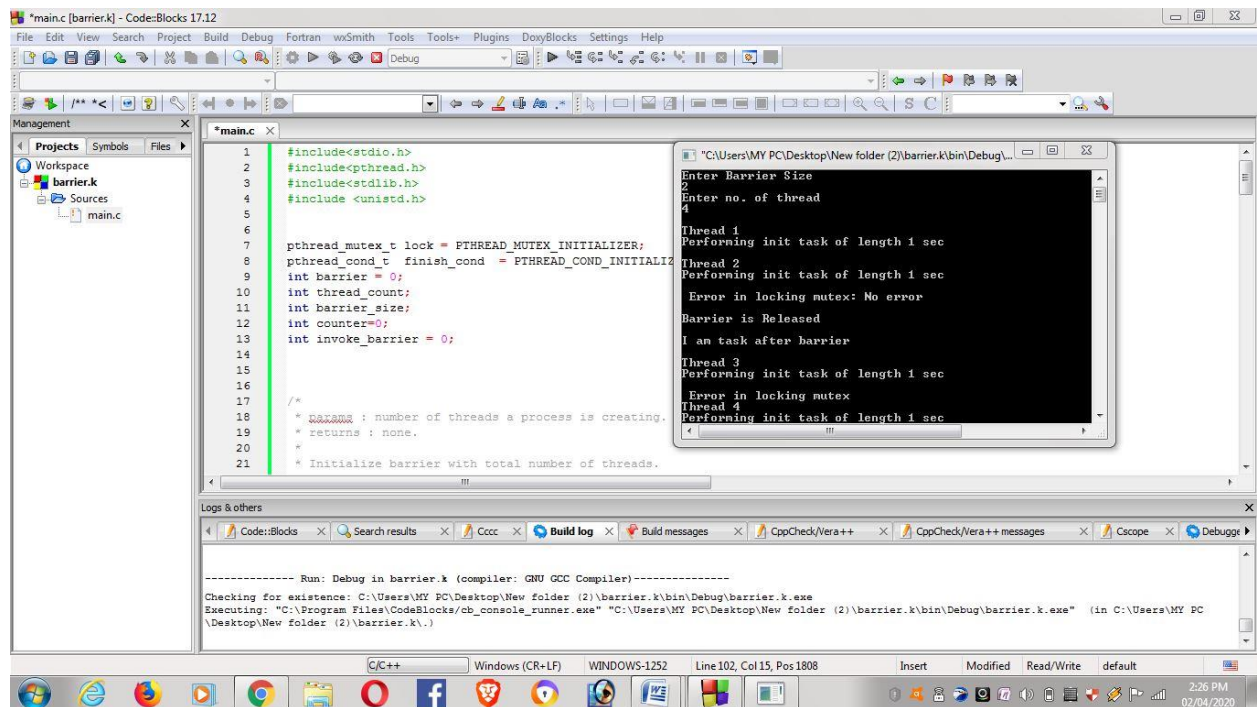 *main.c [barrier.k] - Code::Blocks 17.12
File Edit View Search Project Build Debug Fortran wxSmith Tools Tools+ Plugins DoxyBlocks Settings Help
Debug
/** *<
S C
Management
Projects Symbols Files
Workspace
barrier.k
Sources
main.c
*main.c
1 #include<stdio.h>
2 #include<pthread.h>
3 #include<stdlib.h>
4 #include <unistd.h>
5
6
7 pthread_mutex_t lock = PTHREAD_MUTEX_INITIALIZER;
8 pthread_cond_t finish_cond = PTHREAD_COND_INITIALIZ
9 int barrier = 0;
10 int thread_count;
11 int barrier_size;
12 int counter=0;
13 int invoke_barrier = 0;
14
15
16
17 /*
18 * params : number of threads a process is creating.
19 * returns : none.
20 *
21 * Initialize barrier with total number of threads.
"C:\Users\MY PC\Desktop\New folder (2)\barrier.k\bin\Debug\...
Enter Barrier Size
2
Enter no. of thread
4
Thread 1
Performing init task of length 1 sec
Thread 2
Performing init task of length 1 sec
Error in locking mutex: No error
Barrier is Released
I am task after barrier
Thread 3
Performing init task of length 1 sec
Error in locking mutex
Thread 4
Performing init task of length 1 sec
Logs & others
Code::Blocks Search results Cccc Build log Build messages CppCheck/Vera++ CppCheck/Vera++ messages Cscope Debugge
-------------- Run: Debug in barrier.k (compiler: GNU GCC Compiler)---------------
Checking for existence: C:\Users\MY PC\Desktop\New folder (2)\barrier.k\bin\Debug\barrier.k.exe
Executing: "C:\Program Files\CodeBlocks/cb_console_runner.exe" "C:\Users\MY PC\Desktop\New folder (2)\barrier.k\bin\Debug\barrier.k.exe" (in C:\Users\MY PC
\Desktop\New folder (2)\barrier.k\.)
C/C++ Windows (CR+LF) WINDOWS-1252 Line 102, Col 15, Pos 1808 Insert Modified Read/Write default
2:26 PM
02/04/2020